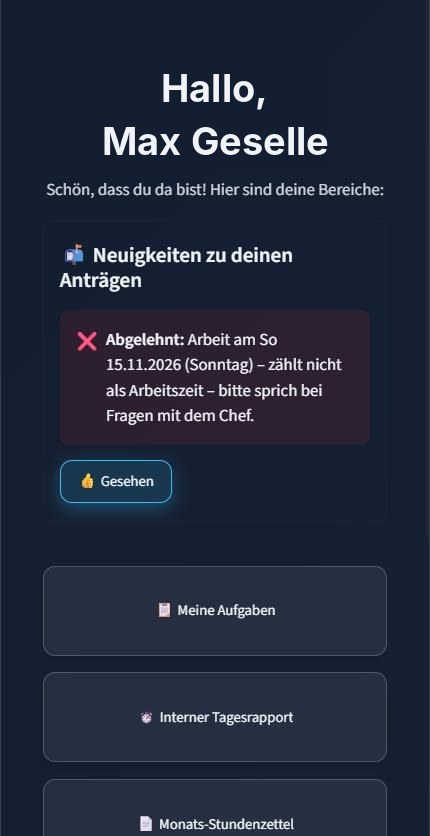 Hallo,
Max Geselle
Schön, dass du da bist! Hier sind deine Bereiche:
📬 Neuigkeiten zu deinen
Anträgen
❌ Abgelehnt: Arbeit am So
15.11.2026 (Sonntag) – zählt nicht
als Arbeitszeit – bitte sprich bei
Fragen mit dem Chef.
👍 Gesehen
📋 Meine Aufgaben
⏰ Interner Tagesrapport
📄 Monats-Stundenzettel